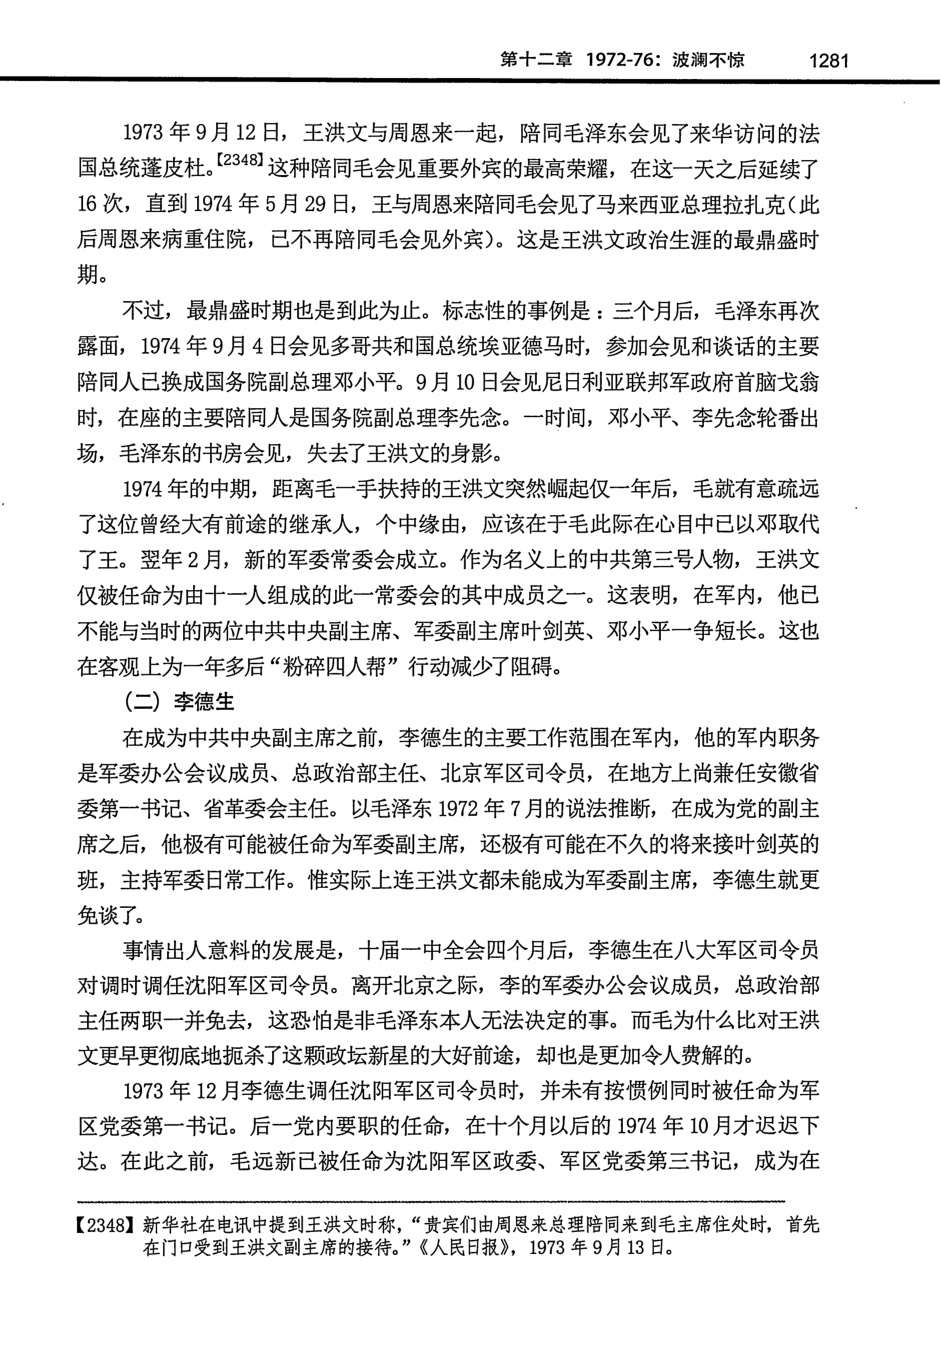 第十二章 1972-76：波澜不惊 1281
1973 年 9 月 12 日，王洪文与周恩来一起，陪同毛泽东会见了来华访问的法
国总统蓬皮杜。【2348】这种陪同毛会见重要外宾的最高荣耀，在这一天之后延续了
16 次，直到 1974 年 5 月 29 日，王与周恩来陪同毛会见了马来西亚总理拉扎克（此
后周恩来病重住院，已不再陪同毛会见外宾）。这是王洪文政治生涯的最鼎盛时
期。
不过，最鼎盛时期也是到此为止。标志性的事例是：三个月后，毛泽东再次
露面，1974 年 9 月 4 日会见多哥共和国总统埃亚德马时，参加会见和谈话的主要
陪同人已换成国务院副总理邓小平。9 月 10 日会见尼日利亚联邦军政府首脑戈翁
时，在座的主要陪同人是国务院副总理李先念。一时间，邓小平、李先念轮番出
场，毛泽东的书房会见，失去了王洪文的身影。
1974 年的中期，距离毛一手扶持的王洪文突然崛起仅一年后，毛就有意疏远
了这位曾经大有前途的继承人，个中缘由，应该在于毛此际在心目中已以邓取代
了王。翌年 2 月，新的军委常委会成立。作为名义上的中共第三号人物，王洪文
仅被任命为由十一人组成的此一常委会的其中成员之一。这表明，在军内，他已
不能与当时的两位中共中央副主席、军委副主席叶剑英、邓小平一争短长。这也
在客观上为一年多后“粉碎四人帮”行动减少了阻碍。
（二）李德生
在成为中共中央副主席之前，李德生的主要工作范围在军内，他的军内职务
是军委办公会议成员、总政治部主任、北京军区司令员，在地方上尚兼任安徽省
委第一书记、省革委会主任。以毛泽东 1972 年 7 月的说法推断，在成为党的副主
席之后，他极有可能被任命为军委副主席，还极有可能在不久的将来接叶剑英的
班，主持军委日常工作。惟实际上连王洪文都未能成为军委副主席，李德生就更
免谈了。
事情出人意料的发展是，十届一中全会四个月后，李德生在八大军区司令员
对调时调任沈阳军区司令员。离开北京之际，李的军委办公会议成员，总政治部
主任两职一并免去，这恐怕是非毛泽东本人无法决定的事。而毛为什么比对王洪
文更早更彻底地扼杀了这颗政坛新星的大好前途，却也是更加令人费解的。
1973 年 12 月李德生调任沈阳军区司令员时，并未有按惯例同时被任命为军
区党委第一书记。后一党内要职的任命，在十个月以后的 1974 年 10 月才迟迟下
达。在此之前，毛远新已被任命为沈阳军区政委、军区党委第三书记，成为在
【2348】新华社在电讯中提到王洪文时称，“贵宾们由周恩来总理陪同来到毛主席住处时，首先
在门口受到王洪文副主席的接待。”《人民日报》，1973 年 9 月 13 日。